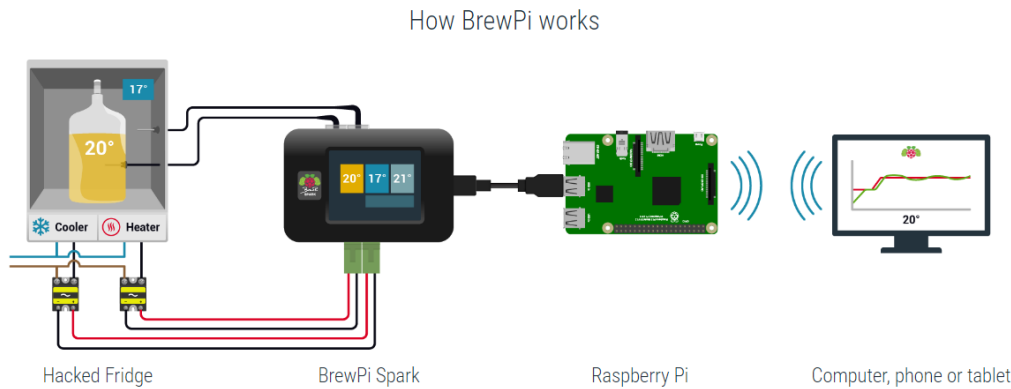 How BrewPi works
17°
20°
Cooler
Heater
20° 17° 21°
20°
Hacked Fridge
BrewPi Spark
Raspberry Pi
Computer, phone or tablet